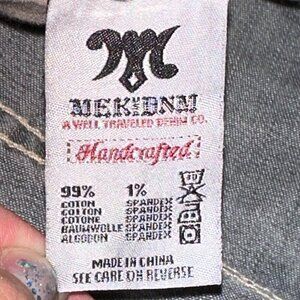 M
MEK DNM
A WELL TRAVELED DENIM CO.
Handcrafted
99% 1%
COTTON SPANDEX
COTTON SPANDEX
COTONE SPANDEX
BAUMWOLLE SPANDEX
ALGODON SPANDEX
MADE IN CHINA
SEE CARE ON REVERSE